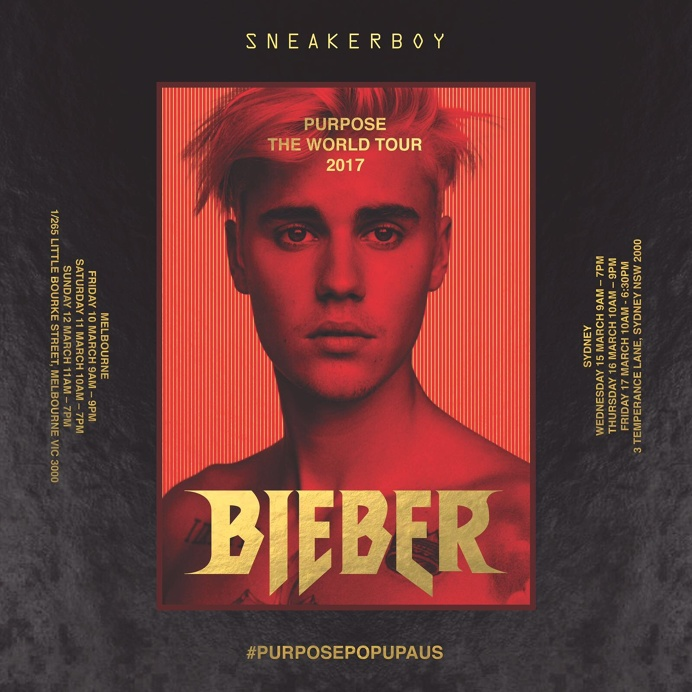 SNEAKERBOY
PURPOSE
THE WORLD TOUR
2017
BIEBER
MELBOURNE
FRIDAY 10 MARCH 9AM – 9PM
SATURDAY 11 MARCH 10AM – 7PM
SUNDAY 12 MARCH 11AM – 7PM
1/265 LITTLE BOURKE STREET, MELBOURNE VIC 3000
SYDNEY
WEDNESDAY 15 MARCH 9AM – 7PM
THURSDAY 16 MARCH 10AM – 9PM
FRIDAY 17 MARCH 10AM - 6:30PM
3 TEMPERANCE LANE, SYDNEY NSW 2000
#PURPOSEPOPUPAUS